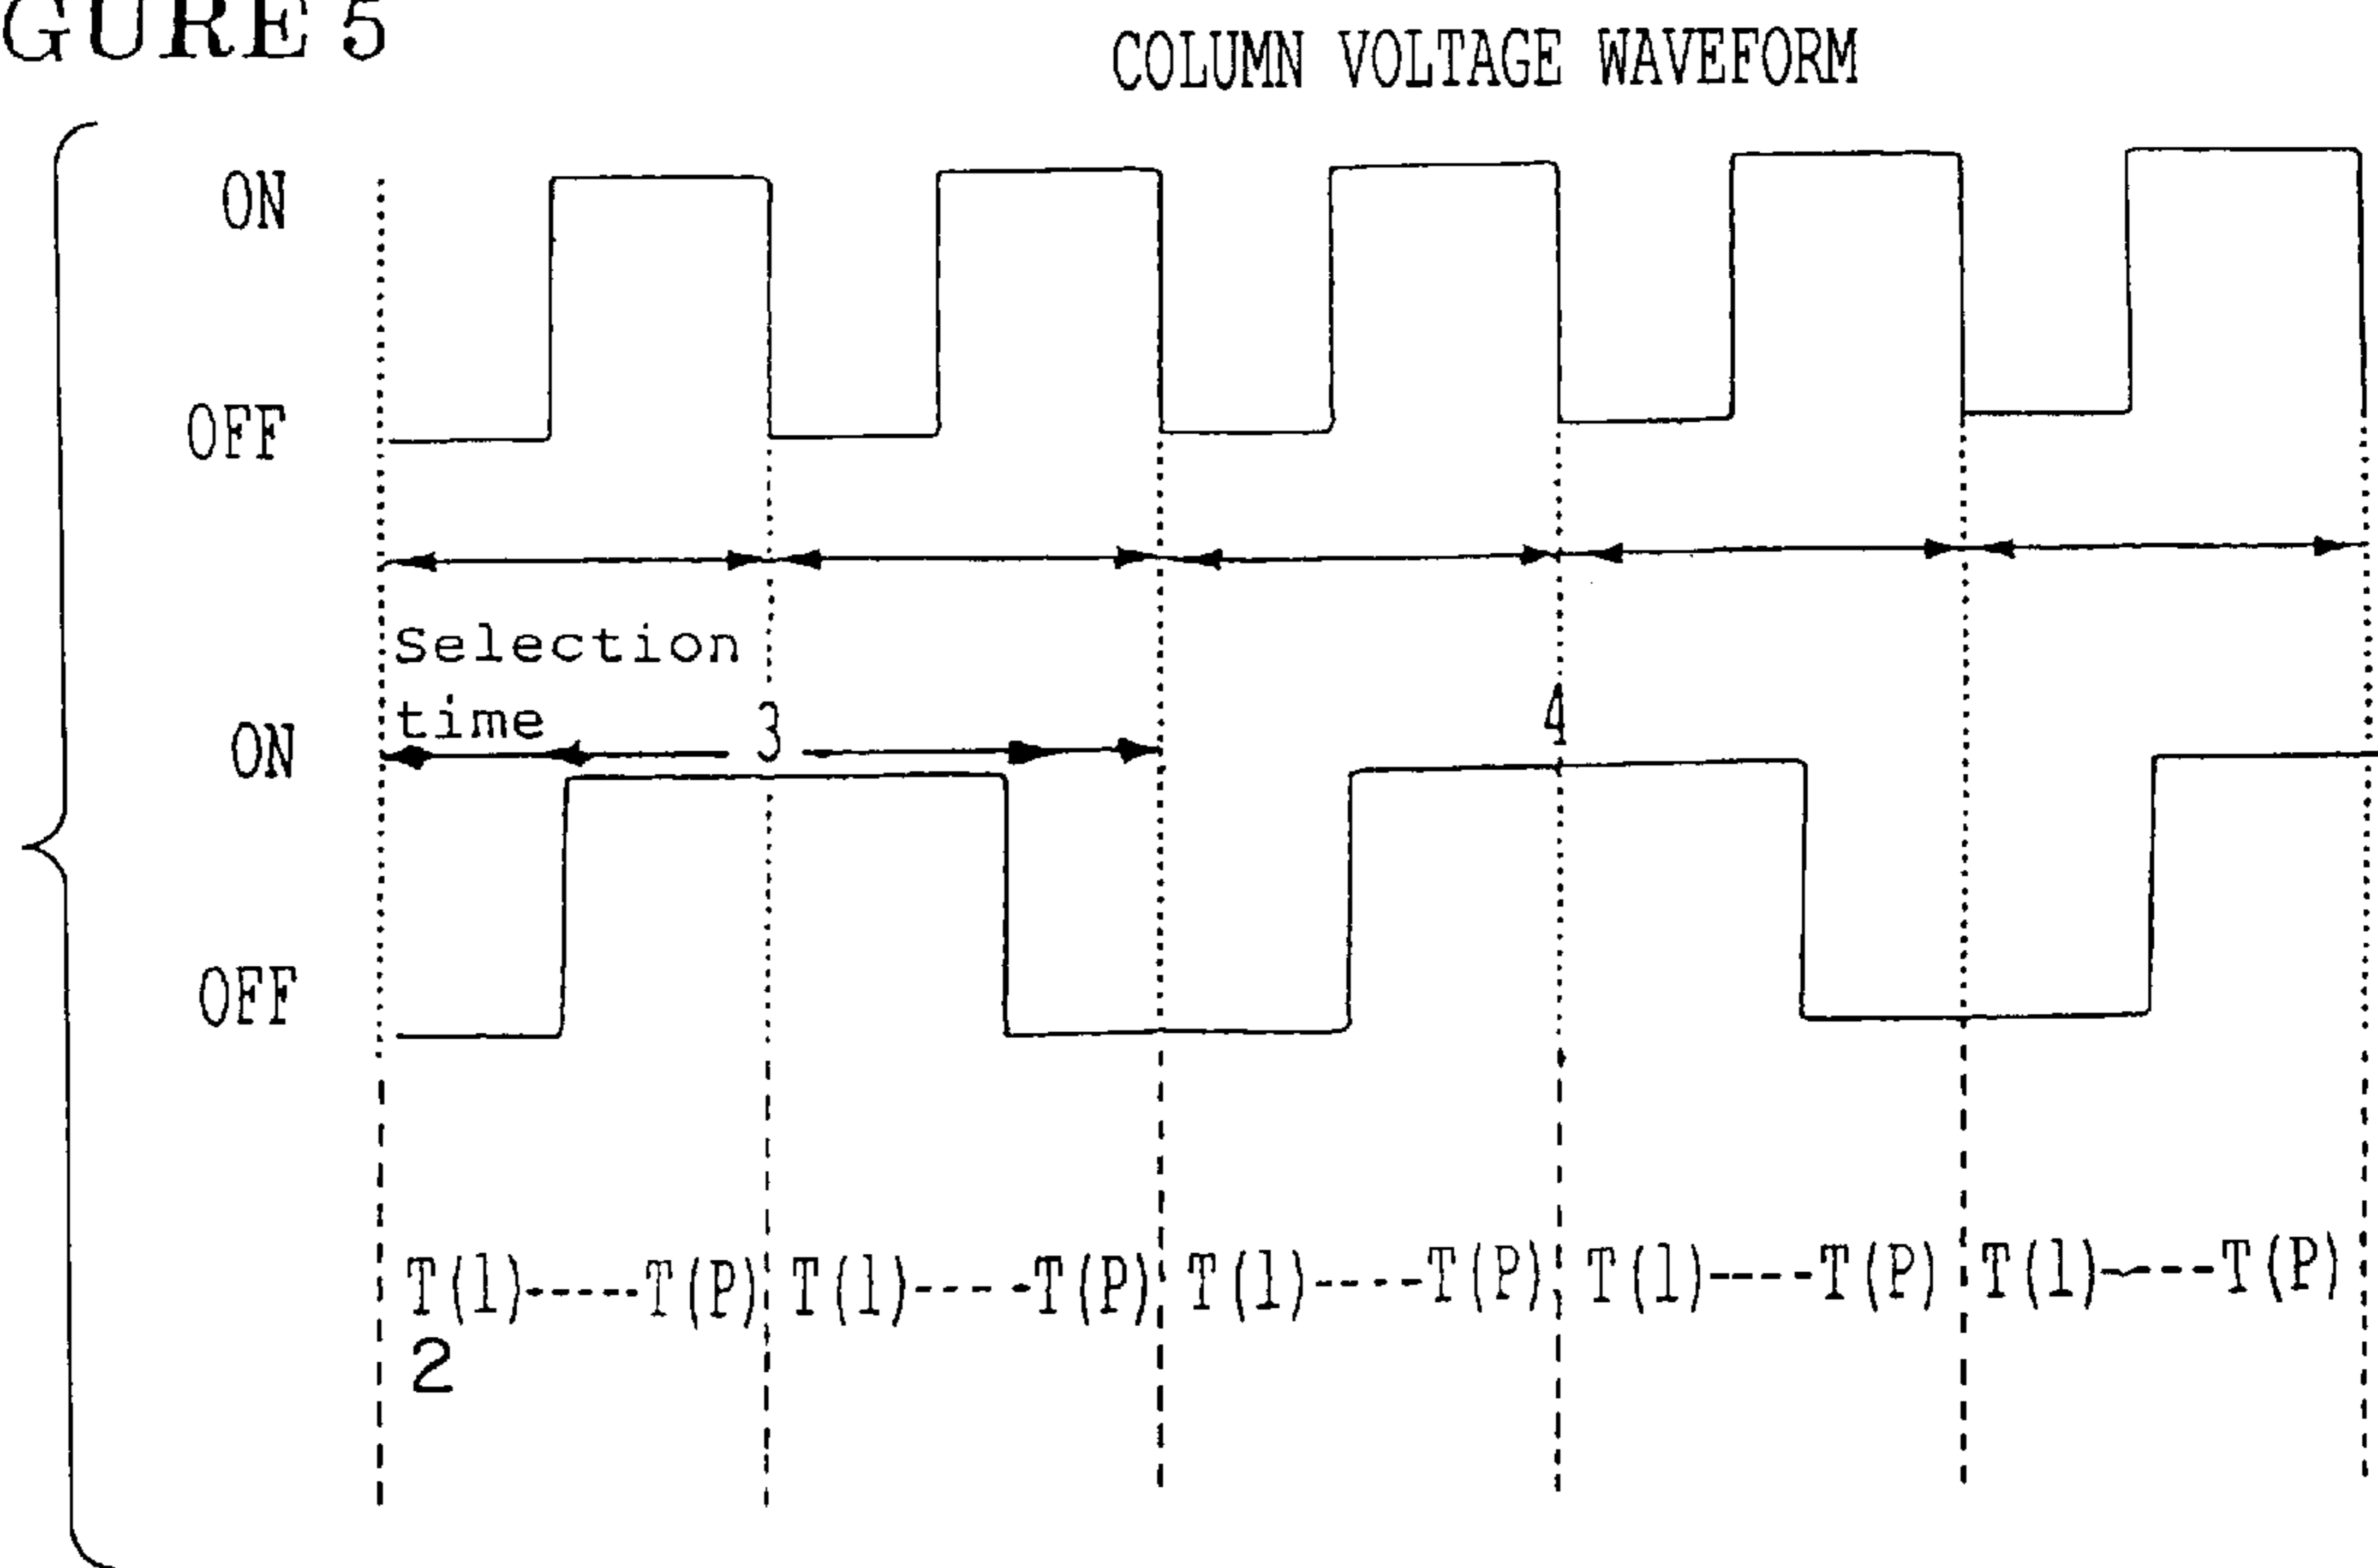 GURE 5
COLUMN VOLTAGE WAVEFORM
ON
OFF
Selection
time
3
4
ON
OFF
T(1)-----T(P) T(1)-----T(P) T(1)----T(P) T(1)----T(P) T(1)----T(P)
2